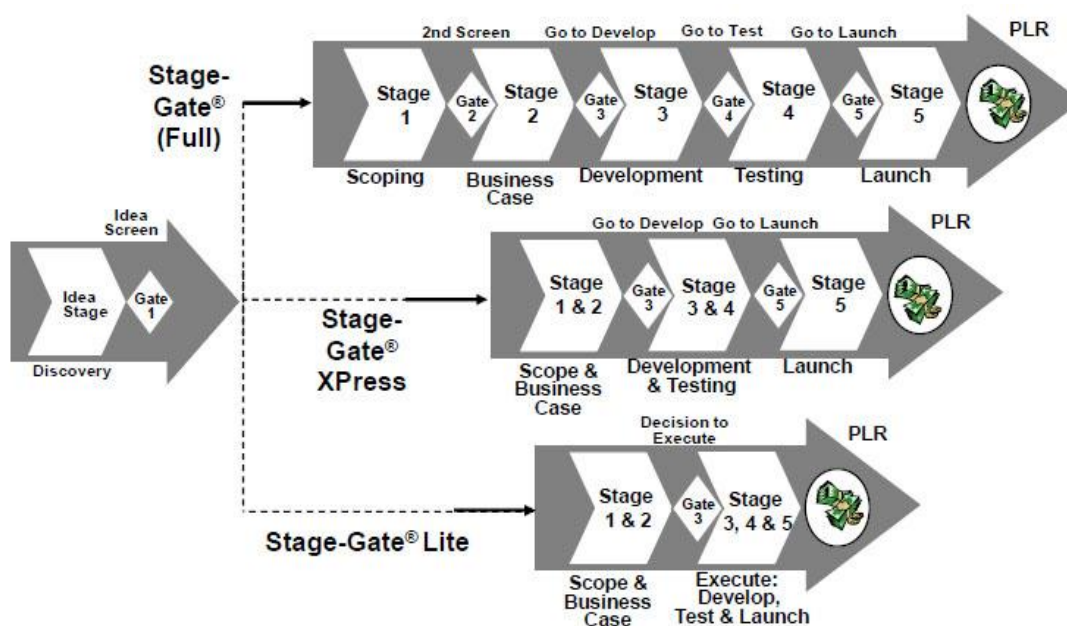 2nd Screen
Go to Develop
Go to Test
Go to Launch
PLR
Stage-
Gate®
(Full)
Stage
1
Gate
2
Stage
2
Gate
3
Stage
3
Gate
4
Stage
4
Gate
5
Stage
5
Scoping
Business
Case
Development
Testing
Launch
Idea
Screen
Idea
Stage
Gate
1
Discovery
Go to Develop
Go to Launch
PLR
Stage-
Gate®
XPress
Stage
1 & 2
Gate
3
Stage
3 & 4
Gate
5
Stage
5
Scope &
Business
Case
Development
& Testing
Launch
Decision to
Execute
PLR
Stage-Gate® Lite
Stage
1 & 2
Gate
3
Stage
3, 4 & 5
Scope &
Business
Case
Execute:
Develop,
Test & Launch